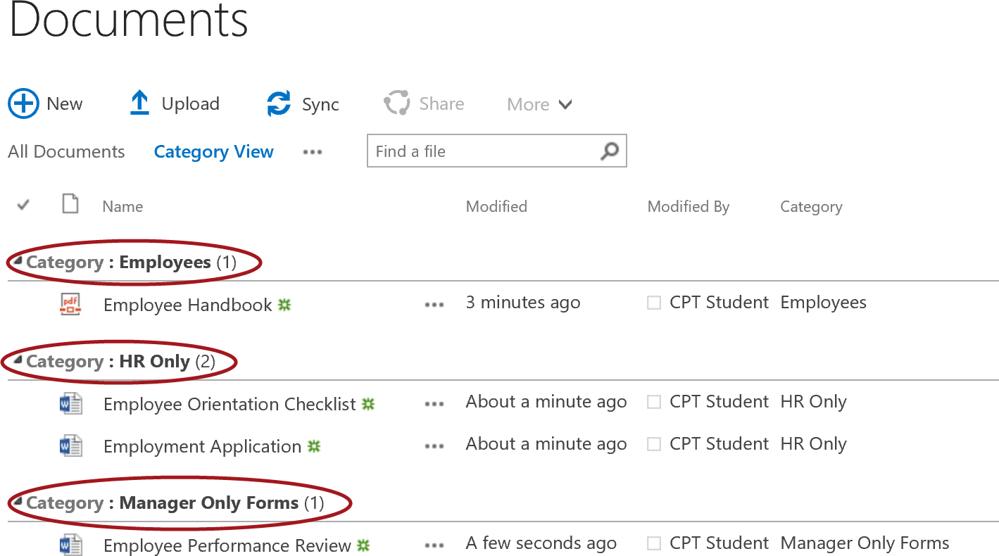 Documents
New Upload Sync Share More
All Documents Category View ••• Find a file
Name Modified Modified By Category
Category : Employees (1)
pdf Employee Handbook ••• 3 minutes ago CPT Student Employees
Category : HR Only (2)
W Employee Orientation Checklist ••• About a minute ago CPT Student HR Only
W Employment Application ••• About a minute ago CPT Student HR Only
Category : Manager Only Forms (1)
W Employee Performance Review ••• A few seconds ago CPT Student Manager Only Forms